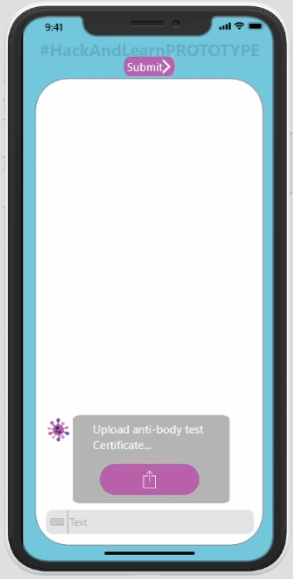 9:41
#HackAndLearnPROTOTYPE
Submit
Upload anti-body test
Certificate...
Text